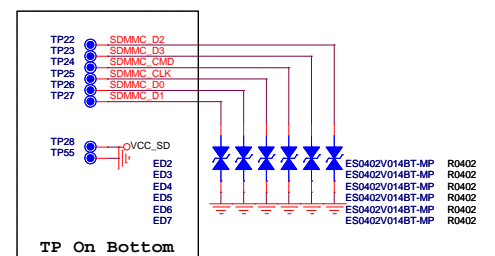 TP22 SDMMC_D2
TP23 SDMMC_D3
TP24 SDMMC_CMD
TP25 SDMMC_CLK
TP26 SDMMC_D0
TP27 SDMMC_D1
TP28 VCC_SD
TP55
ED2 ES0402V014BT-MP R0402
ED3 ES0402V014BT-MP R0402
ED4 ES0402V014BT-MP R0402
ED5 ES0402V014BT-MP R0402
ED6 ES0402V014BT-MP R0402
ED7 ES0402V014BT-MP R0402
TP On Bottom